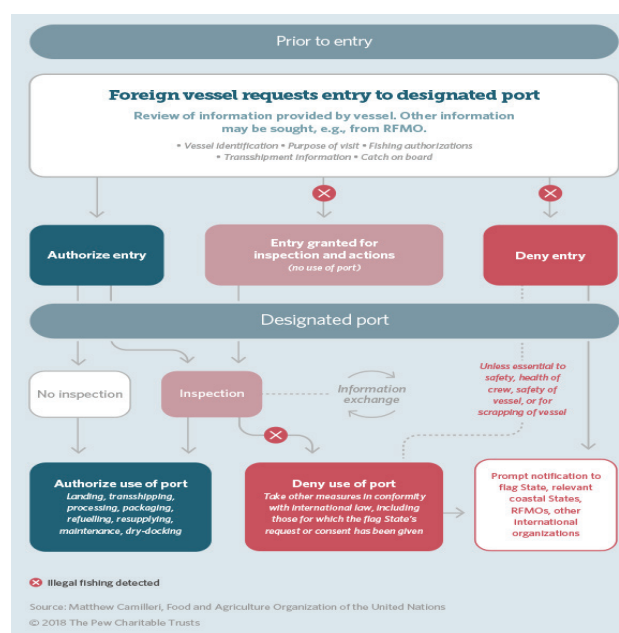 Prior to entry
Foreign vessel requests entry to designated port
Review of information provided by vessel. Other information
may be sought, e.g., from RFMO.
• Vessel identification • Purpose of visit • Fishing authorizations
• Transshipment information • Catch on board
Authorize entry
Entry granted for
inspection and actions
(no use of port)
Deny entry
Designated port
No inspection
Inspection
Information
exchange
Unless essential to
safety, health of
crew, safety of
vessel, or for
scrapping of vessel
Authorize use of port
Landing, transshipping,
processing, packaging,
refuelling, resupplying,
maintenance, dry-docking
Deny use of port
Take other measures in conformity
with international law, including
those for which the flag State's
request or consent has been given
Prompt notification to
flag State, relevant
coastal States,
RFMOs, other
international
organizations
Illegal fishing detected
Source: Matthew Camilleri, Food and Agriculture Organization of the United Nations
© 2018 The Pew Charitable Trusts